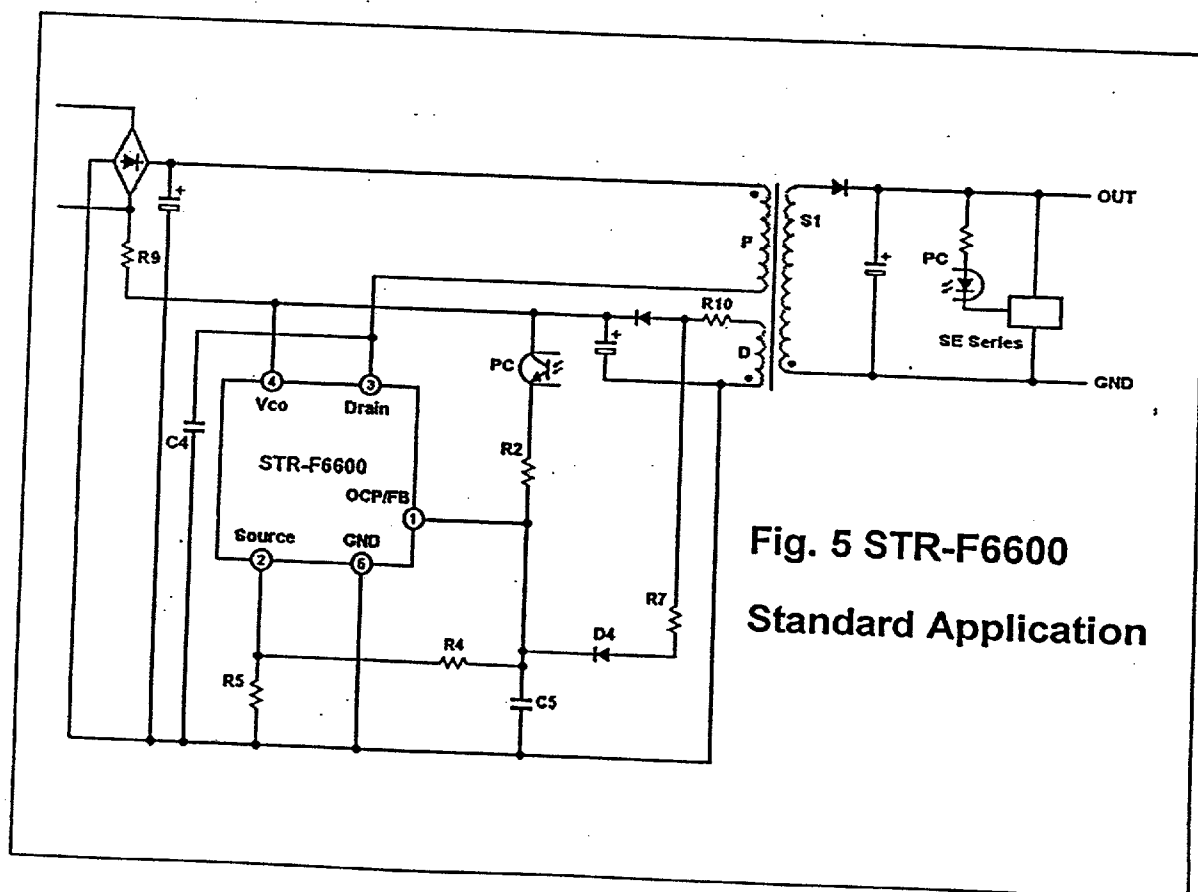 OUT
S1
P
PC
+
+
R9
R10
+
D
SE Series
PC
GND
4
3
Vco
Drain
C4
R2
STR-F6600
OCP/FB
1
Source
GND
2
6
Fig. 5 STR-F6600
R7
D4
Standard Application
R4
R5
C5